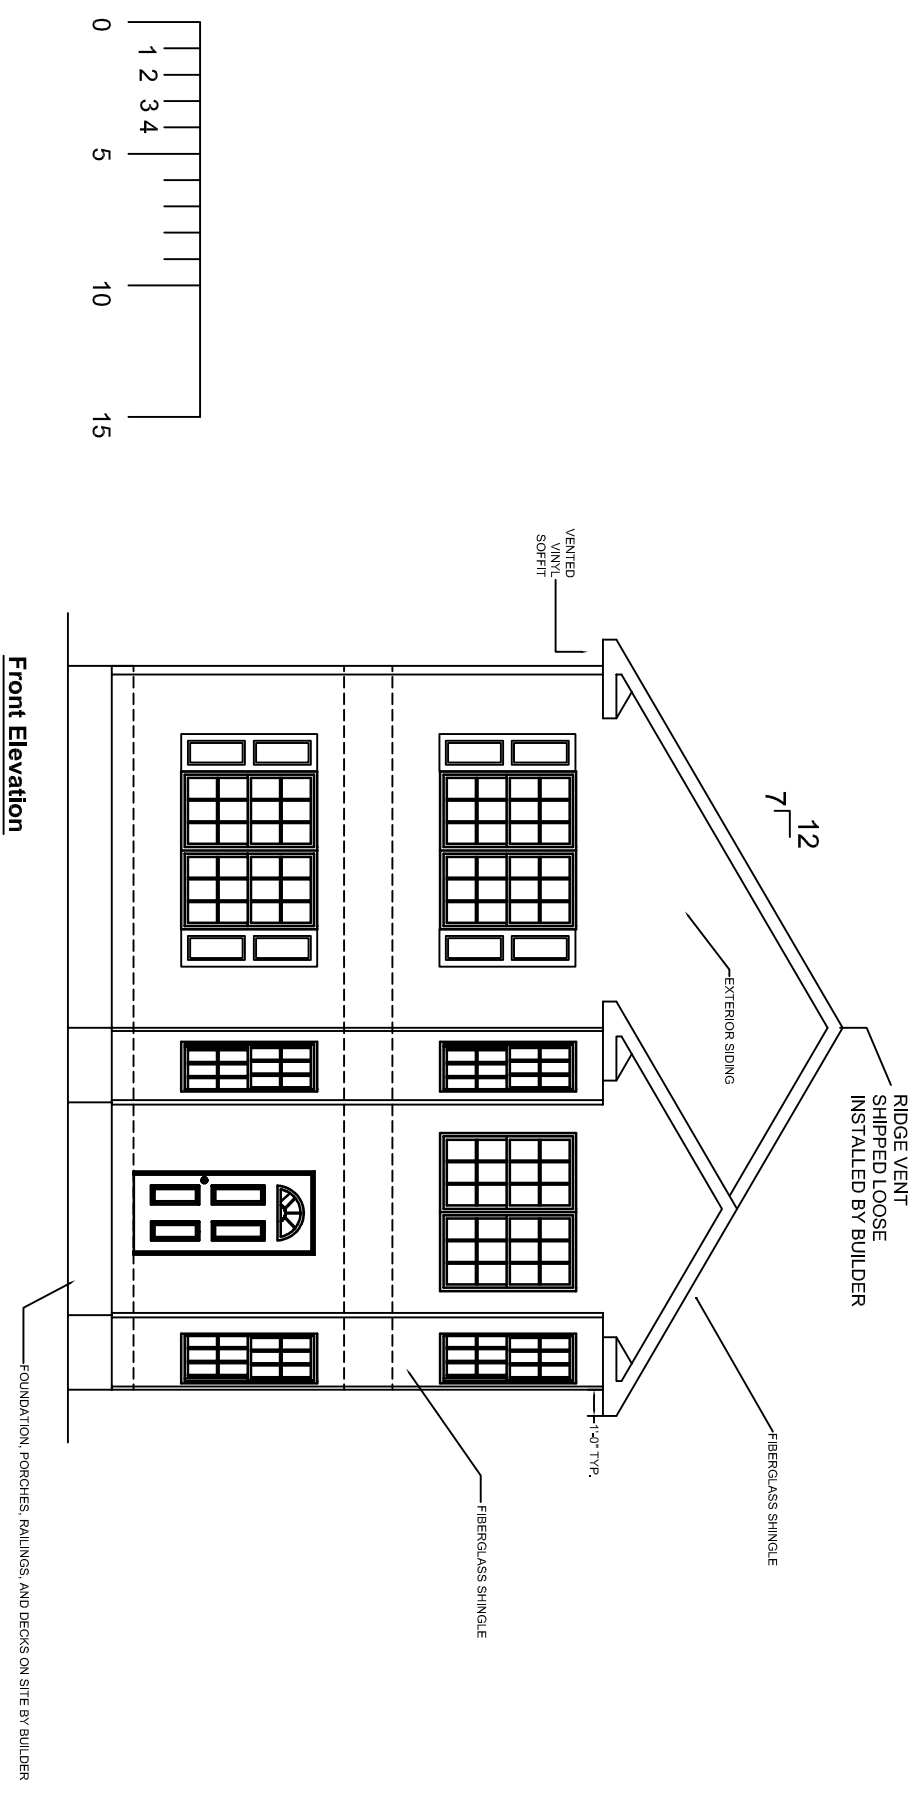 RIDGE VENT
SHIPPED LOOSE
INSTALLED BY BUILDER
12
7
EXTERIOR SIDING
FIBERGLASS SHINGLE
VENTED
VINYL
SOFFIT
1'-0" TYP.
FIBERGLASS SHINGLE
0
1
2
3
4
5
10
15
FOUNDATION, PORCHES, RAILINGS, AND DECKS ON SITE BY BUILDER
Front Elevation